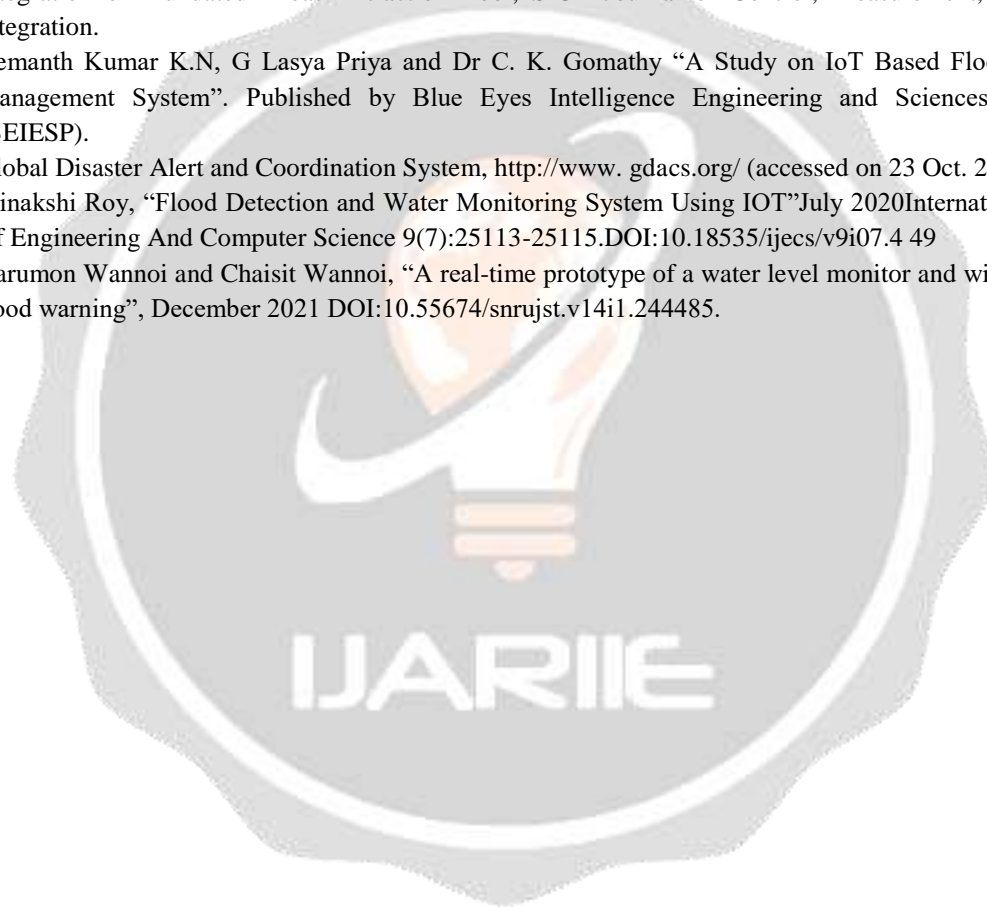 tegration.
emanth Kumar K.N, G Lasya Priya and Dr C. K. Gomathy “A Study on IoT Based Floo
anagement System”. Published by Blue Eyes Intelligence Engineering and Sciences
EIESP).
lobal Disaster Alert and Coordination System, http://www. gdacs.org/ (accessed on 23 Oct. 2
inakshi Roy, “Flood Detection and Water Monitoring System Using IOT”July 2020Internat
f Engineering And Computer Science 9(7):25113-25115.DOI:10.18535/ijecs/v9i07.4 49
arumon Wannoi and Chaisit Wannoi, “A real-time prototype of a water level monitor and wi
ood warning”, December 2021 DOI:10.55674/snrujst.v14i1.244485.
IJARIIE